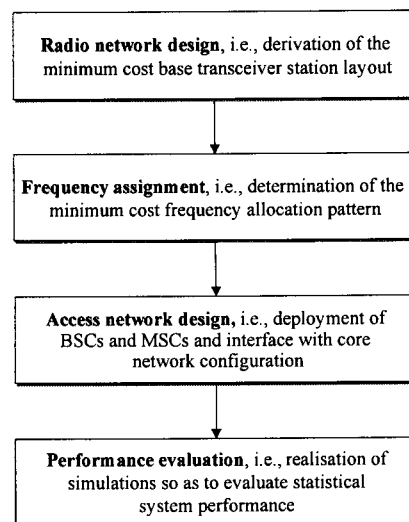 Radio network design, i.e., derivation of the
minimum cost base transceiver station layout
Frequency assignment, i.e., determination of the
minimum cost frequency allocation pattern
Access network design, i.e., deployment of
BSCs and MSCs and interface with core
network configuration
Performance evaluation, i.e., realisation of
simulations so as to evaluate statistical
system performance